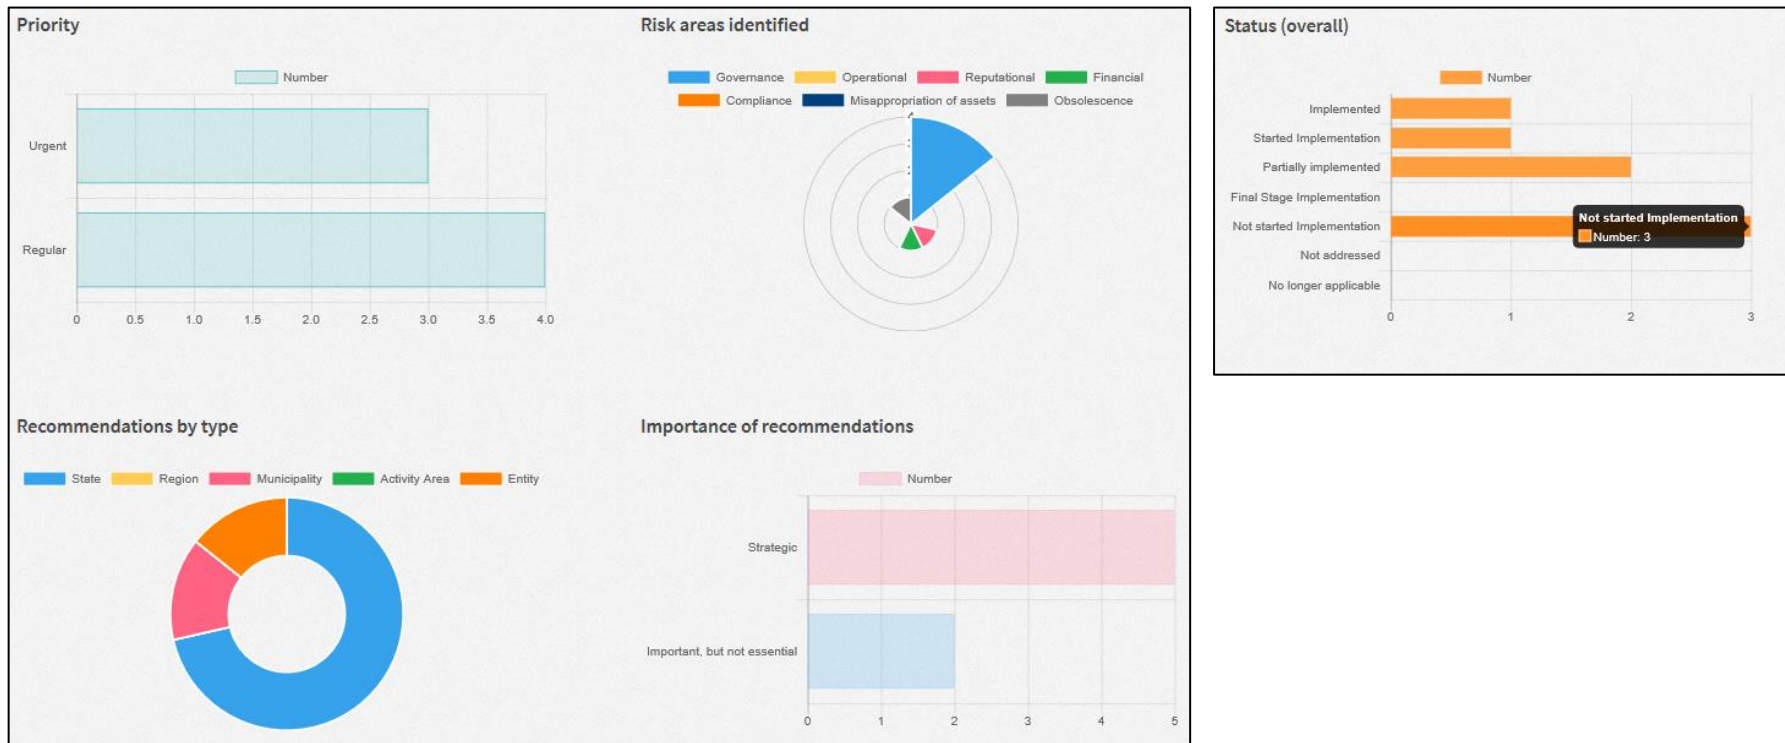 Priority
Number
Urgent
Regular
0 0.5 1.0 1.5 2.0 2.5 3.0 3.5 4.0
Risk areas identified
Governance Operational Reputational Financial
Compliance Misappropriation of assets Obsolescence
Status (overall)
Number
Implemented
Started Implementation
Partially implemented
Final Stage Implementation
Not started Implementation
Not addressed
No longer applicable
Not started Implementation
Number: 3
0 1 2 3
Recommendations by type
State Region Municipality Activity Area Entity
Importance of recommendations
Number
Strategic
Important, but not essential
0 1 2 3 4 5